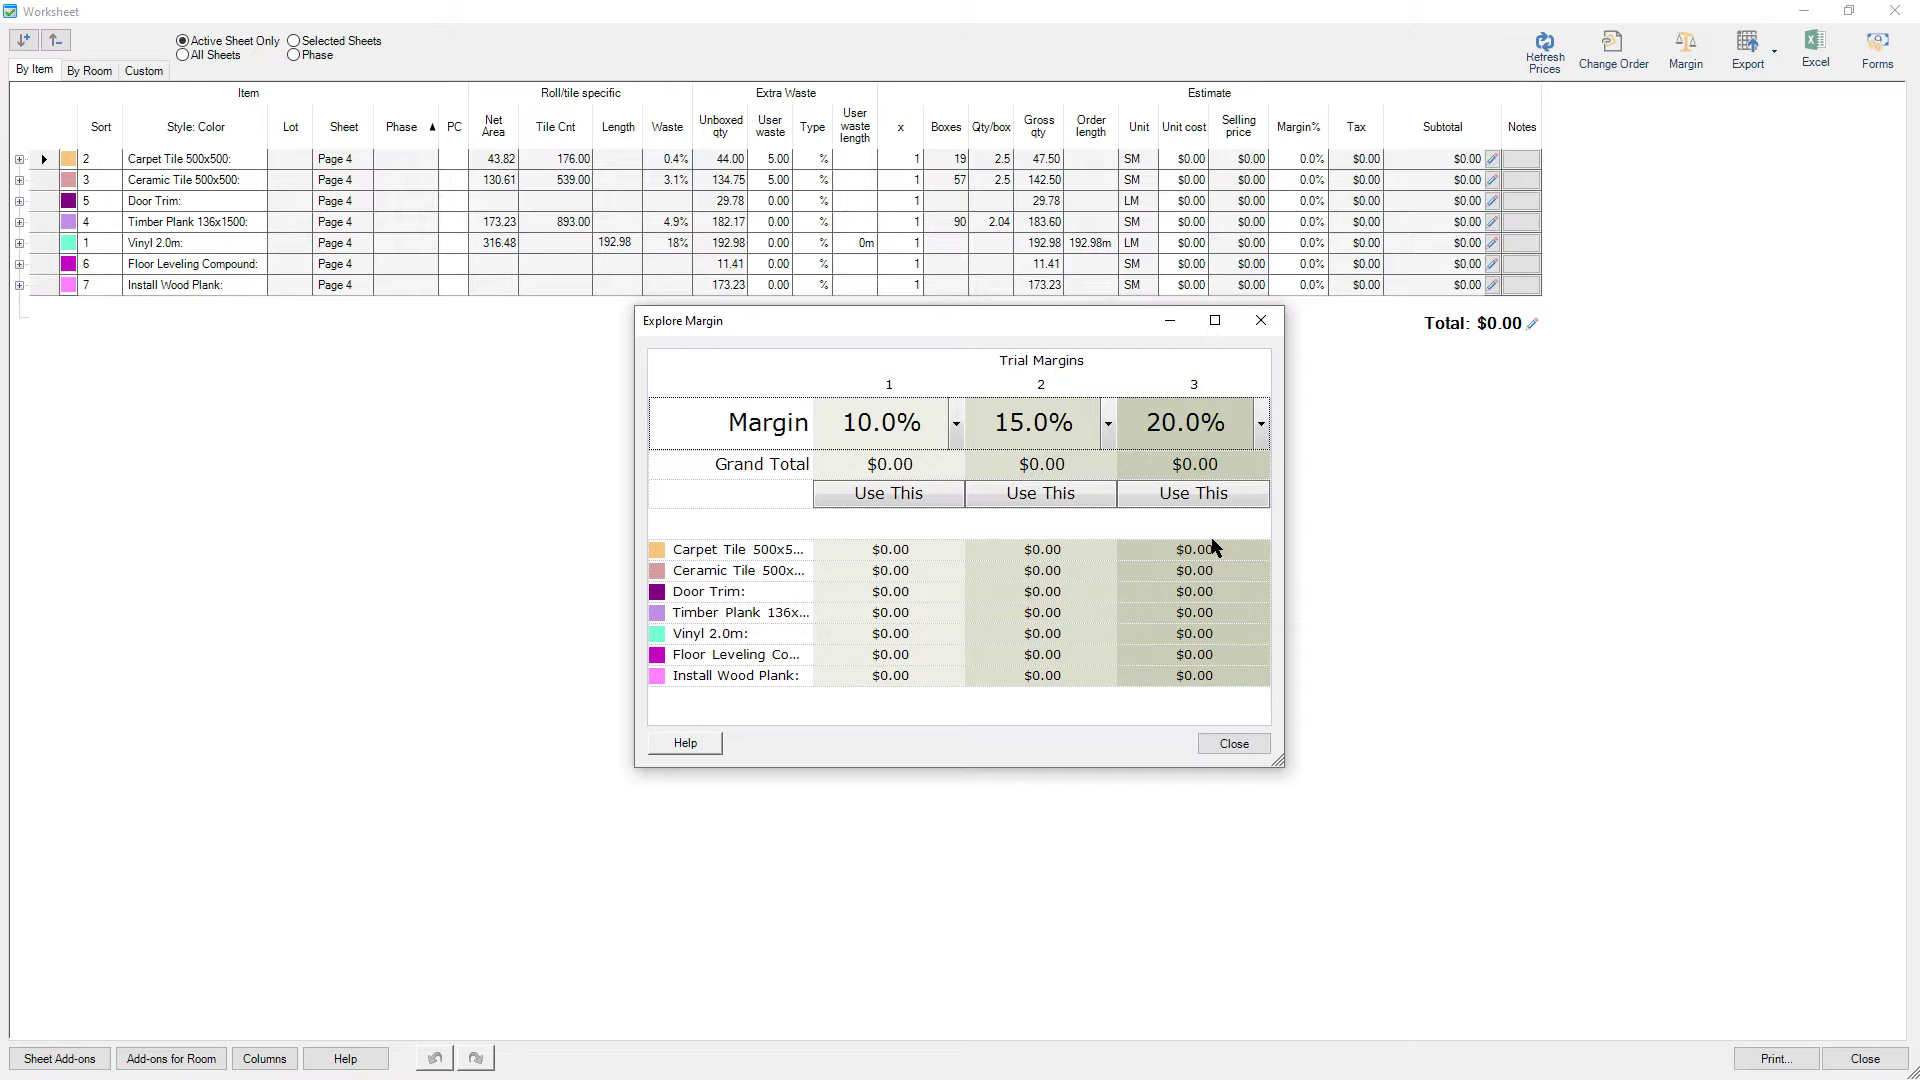 Worksheet
Active Sheet Only Selected Sheets
All Sheets Phase
Refresh Prices Change Order Margin Export Excel Forms
By Item By Room Custom
Item Roll/tile specific Extra Waste Estimate
Sort Style: Color Lot Sheet Phase PC Net Area Tile Cnt Length Waste Unboxed qty User waste Type User waste length x Boxes Qty/box Gross qty Order length Unit Unit cost Selling price Margin% Tax Subtotal Notes
2 Carpet Tile 500x500: Page 4 43.82 176.00 0.4% 44.00 5.00 % 1 19 2.5 47.50 SM $0.00 $0.00 0.0% $0.00 $0.00
3 Ceramic Tile 500x500: Page 4 130.61 539.00 3.1% 134.75 5.00 % 1 57 2.5 142.50 SM $0.00 $0.00 0.0% $0.00 $0.00
5 Door Trim: Page 4 29.78 0.00 % 1 29.78 LM $0.00 $0.00 0.0% $0.00 $0.00
4 Timber Plank 136x1500: Page 4 173.23 893.00 4.9% 182.17 0.00 % 1 90 2.04 183.60 SM $0.00 $0.00 0.0% $0.00 $0.00
1 Vinyl 2.0m: Page 4 316.48 192.98 18% 192.98 0.00 % 0m 1 192.98 192.98m LM $0.00 $0.00 0.0% $0.00 $0.00
6 Floor Leveling Compound: Page 4 11.41 0.00 % 1 11.41 SM $0.00 $0.00 0.0% $0.00 $0.00
7 Install Wood Plank: Page 4 173.23 0.00 % 1 173.23 SM $0.00 $0.00 0.0% $0.00 $0.00
Total: $0.00
Explore Margin
Trial Margins
1 2 3
Margin 10.0% 15.0% 20.0%
Grand Total $0.00 $0.00 $0.00
Use This Use This Use This
Carpet Tile 500x5... $0.00 $0.00 $0.00
Ceramic Tile 500x... $0.00 $0.00 $0.00
Door Trim: $0.00 $0.00 $0.00
Timber Plank 136x... $0.00 $0.00 $0.00
Vinyl 2.0m: $0.00 $0.00 $0.00
Floor Leveling Co... $0.00 $0.00 $0.00
Install Wood Plank: $0.00 $0.00 $0.00
Help Close
Sheet Add-ons Add-ons for Room Columns Help Print... Close